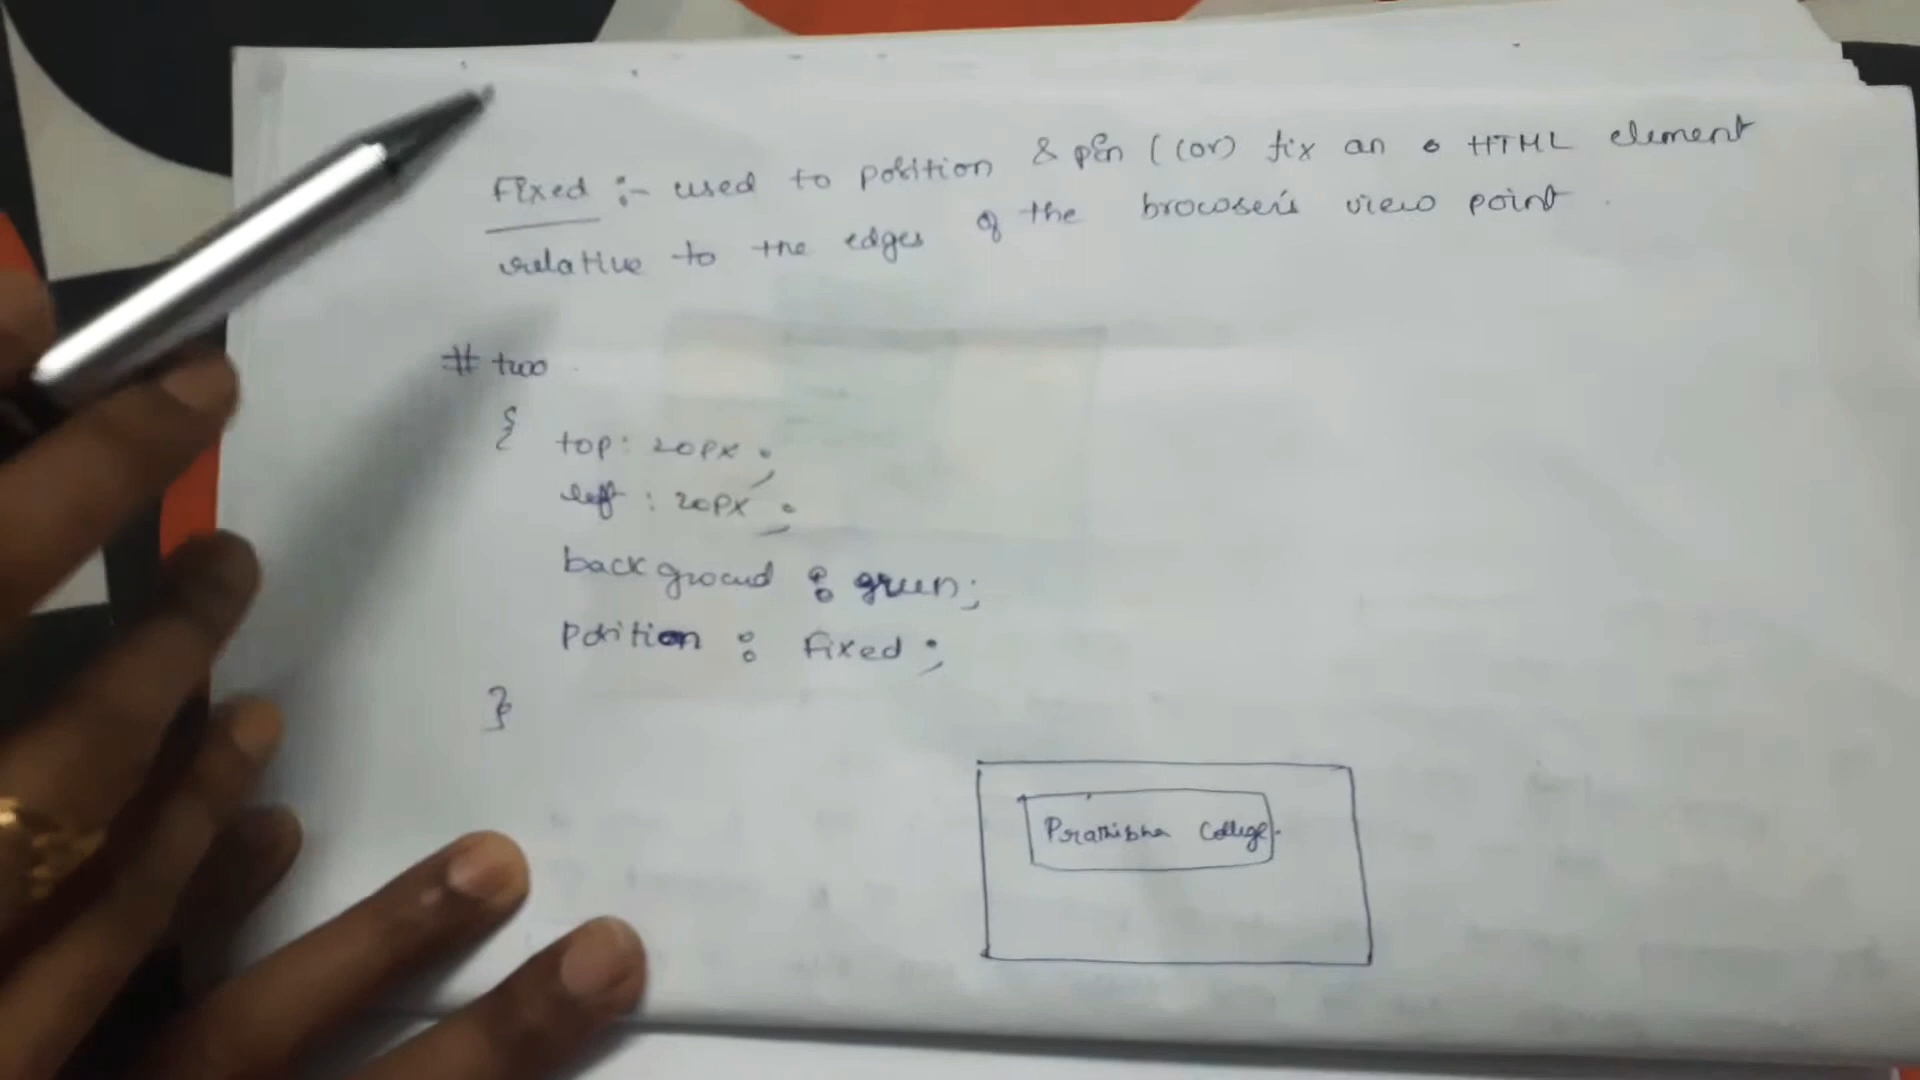 Fixed :- used to position & pin ( (or) fix an HTML element
relative to the edges of the browser's view point.
# two
{
top: 20px;
left: 20px;
background : green;
position : fixed;
}
Prathibha College.